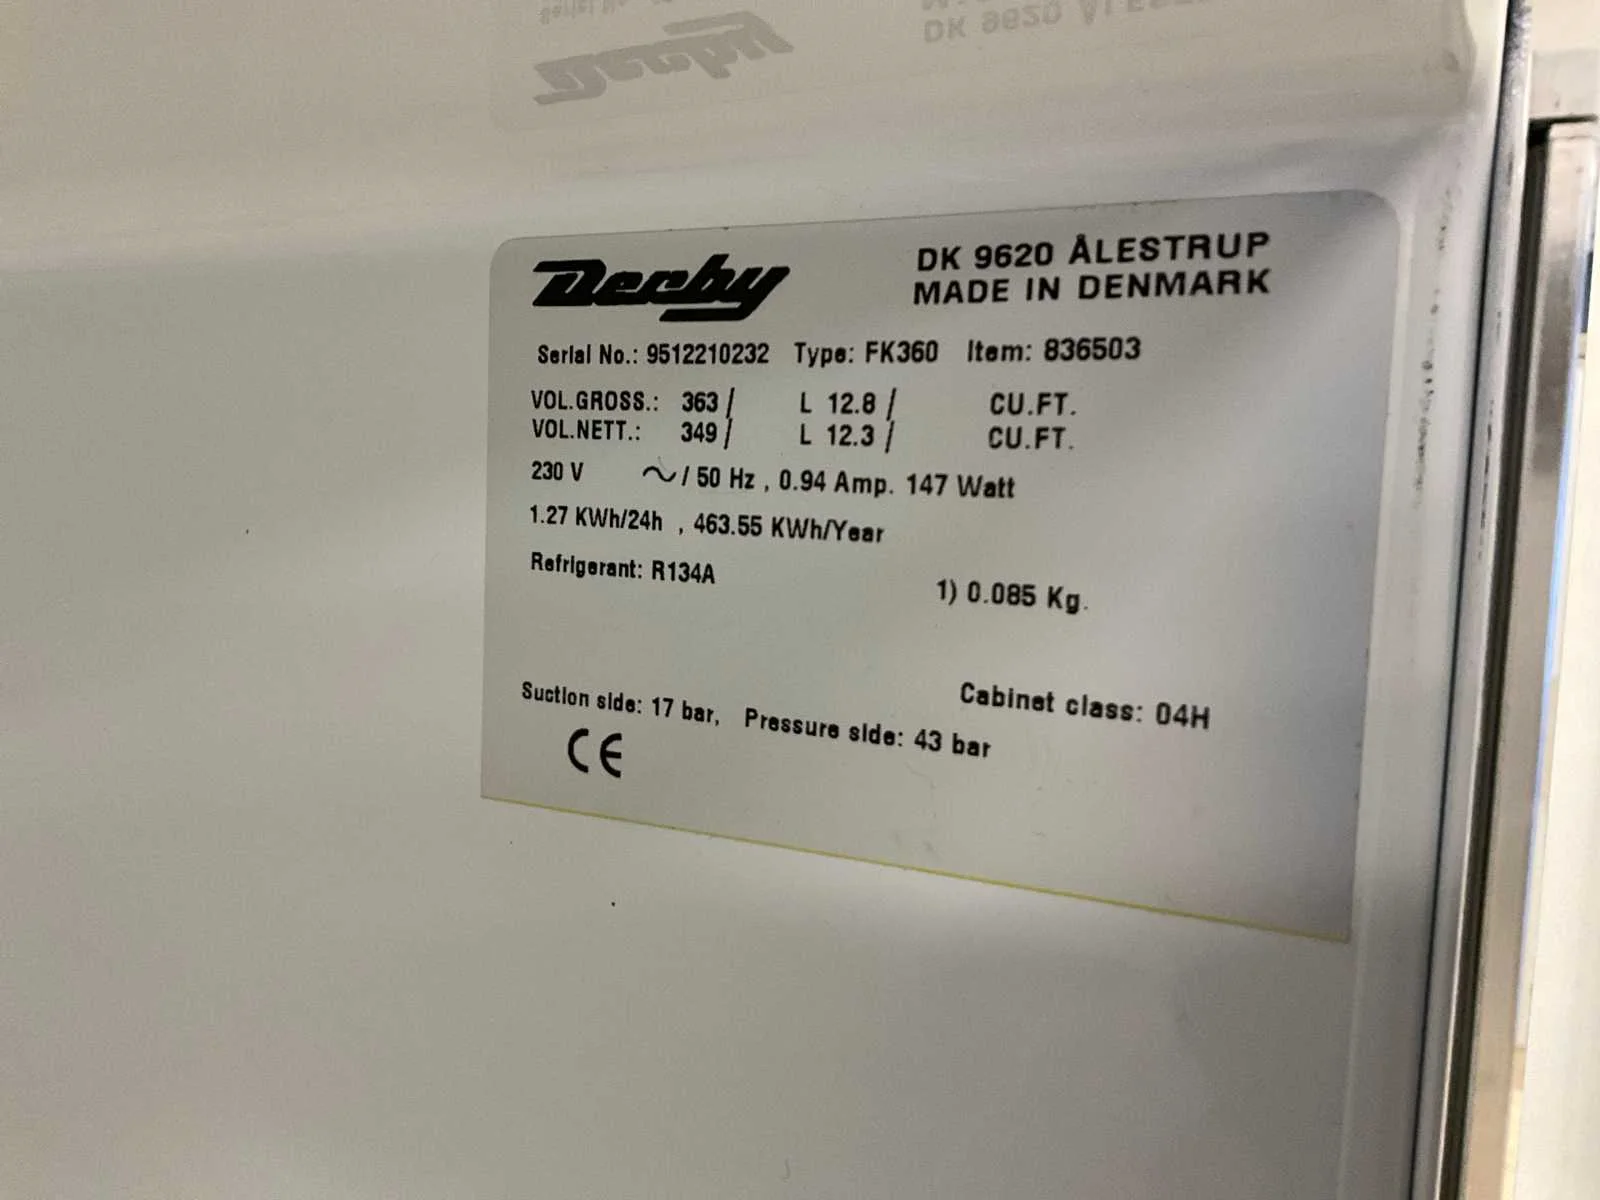 Derby
DK 9620 ÅLESTRUP
MADE IN DENMARK
Serial No.: 9512210232 Type: FK360 Item: 836503
VOL.GROSS.: 363 / L 12.8 / CU.FT.
VOL.NETT.: 349 / L 12.3 / CU.FT.
230 V ~ / 50 Hz , 0.94 Amp. 147 Watt
1.27 KWh/24h , 463.55 KWh/Year
Refrigerant: R134A
1) 0.085 Kg.
Cabinet class: 04H
Suction side: 17 bar, Pressure side: 43 bar
CE